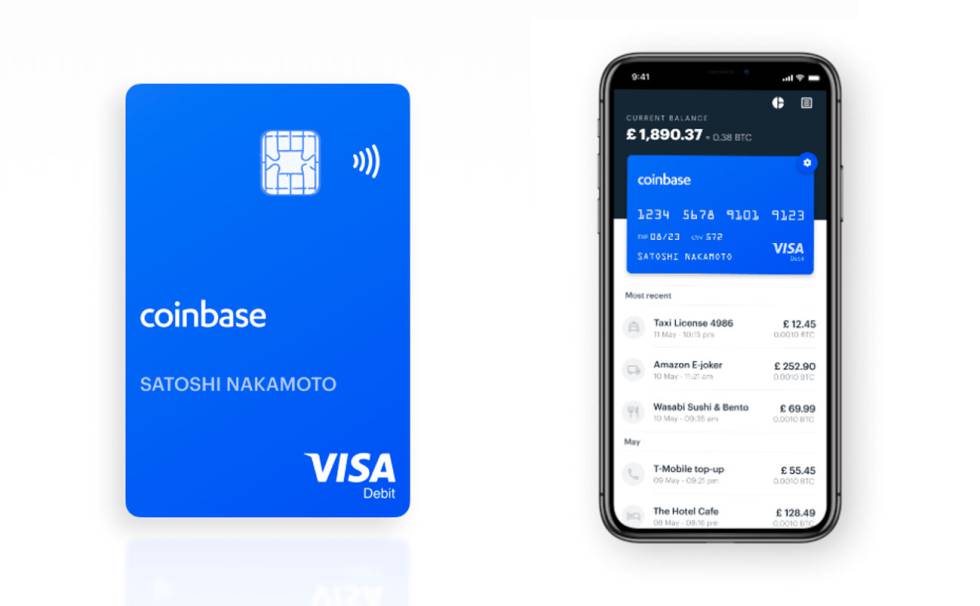 coinbase
SATOSHI NAKAMOTO
VISA
Debit
9:41
CURRENT BALANCE
£1,890.37 ≈ 0.38 BTC
coinbase
1234 5678 9101 9123
EXP 08/23 CVV 572
VISA
Debit
SATOSHI NAKAMOTO
Most recent
Taxi License 4986 £ 12.45
11 May - 10:15 pm 0.0010 BTC
Amazon E-joker £ 252.90
10 May - 11:21 am 0.0010 BTC
Wasabi Sushi & Bento £ 69.99
10 May - 09:35 am 0.0010 BTC
May
T-Mobile top-up £ 55.45
09 May - 09:21 pm 0.0010 BTC
The Hotel Cafe £ 128.49
08 May - 08:16 pm 0.0010 BTC